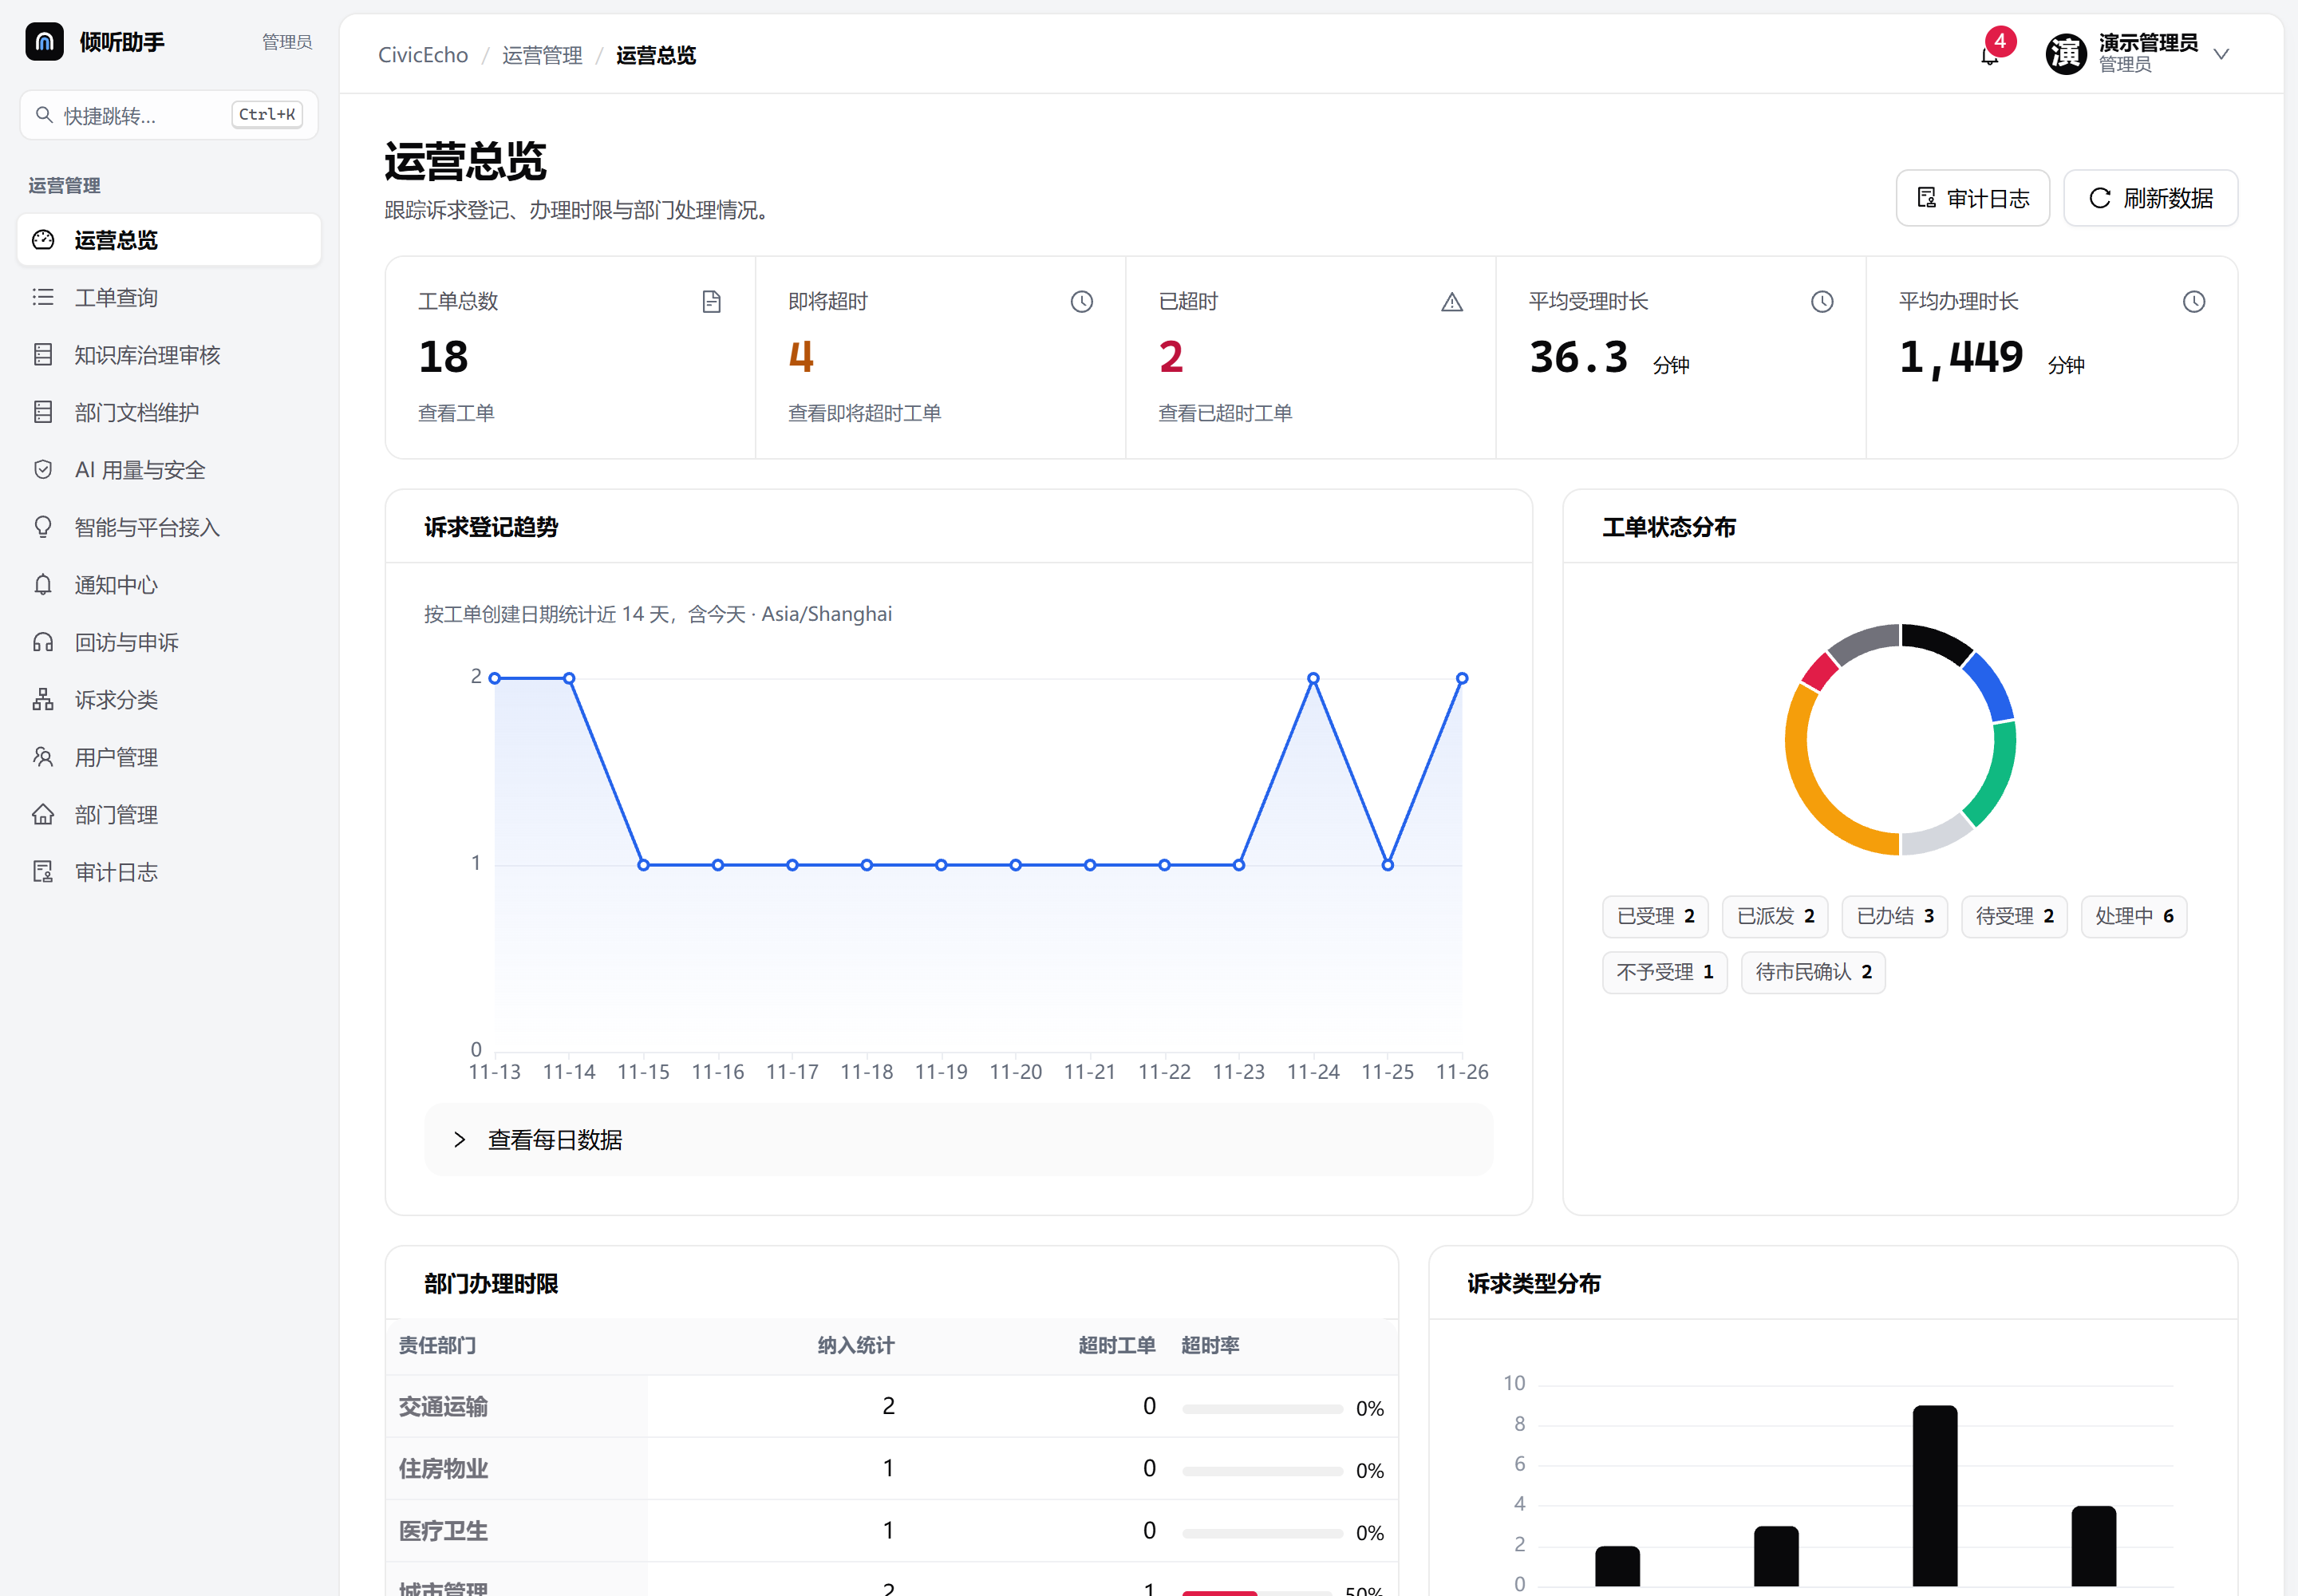 倾听助手
管理员
快捷跳转...
Ctrl+K
运营管理
运营总览
工单查询
知识库治理审核
部门文档维护
AI 用量与安全
智能与平台接入
通知中心
回访与申诉
诉求分类
用户管理
部门管理
审计日志
CivicEcho / 运营管理 / 运营总览
4
演
演示管理员
管理员
运营总览
跟踪诉求登记、办理时限与部门处理情况。
审计日志
刷新数据
工单总数
18
查看工单
即将超时
4
查看即将超时工单
已超时
2
查看已超时工单
平均受理时长
36.3 分钟
平均办理时长
1,449 分钟
诉求登记趋势
按工单创建日期统计近 14 天，含今天 · Asia/Shanghai
2
1
0
11-13 11-14 11-15 11-16 11-17 11-18 11-19 11-20 11-21 11-22 11-23 11-24 11-25 11-26
查看每日数据
工单状态分布
已受理 2 已派发 2 已办结 3 待受理 2 处理中 6
不予受理 1 待市民确认 2
部门办理时限
责任部门 纳入统计 超时工单 超时率
交通运输 2 0 0%
住房物业 1 0 0%
医疗卫生 1 0 0%
城市管理 2 1 50%
诉求类型分布
10
8
6
4
2
0